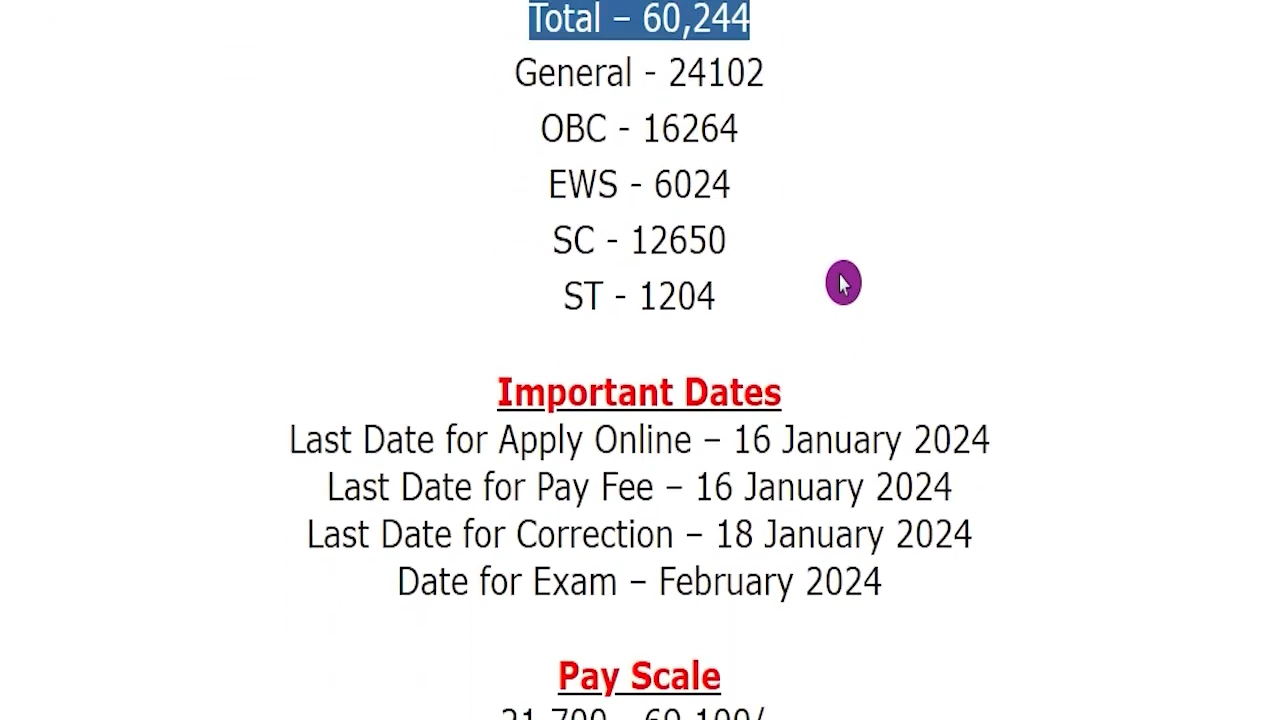 Total – 60,244
General - 24102
OBC - 16264
EWS - 6024
SC - 12650
ST - 1204
Important Dates
Last Date for Apply Online – 16 January 2024
Last Date for Pay Fee – 16 January 2024
Last Date for Correction – 18 January 2024
Date for Exam – February 2024
Pay Scale